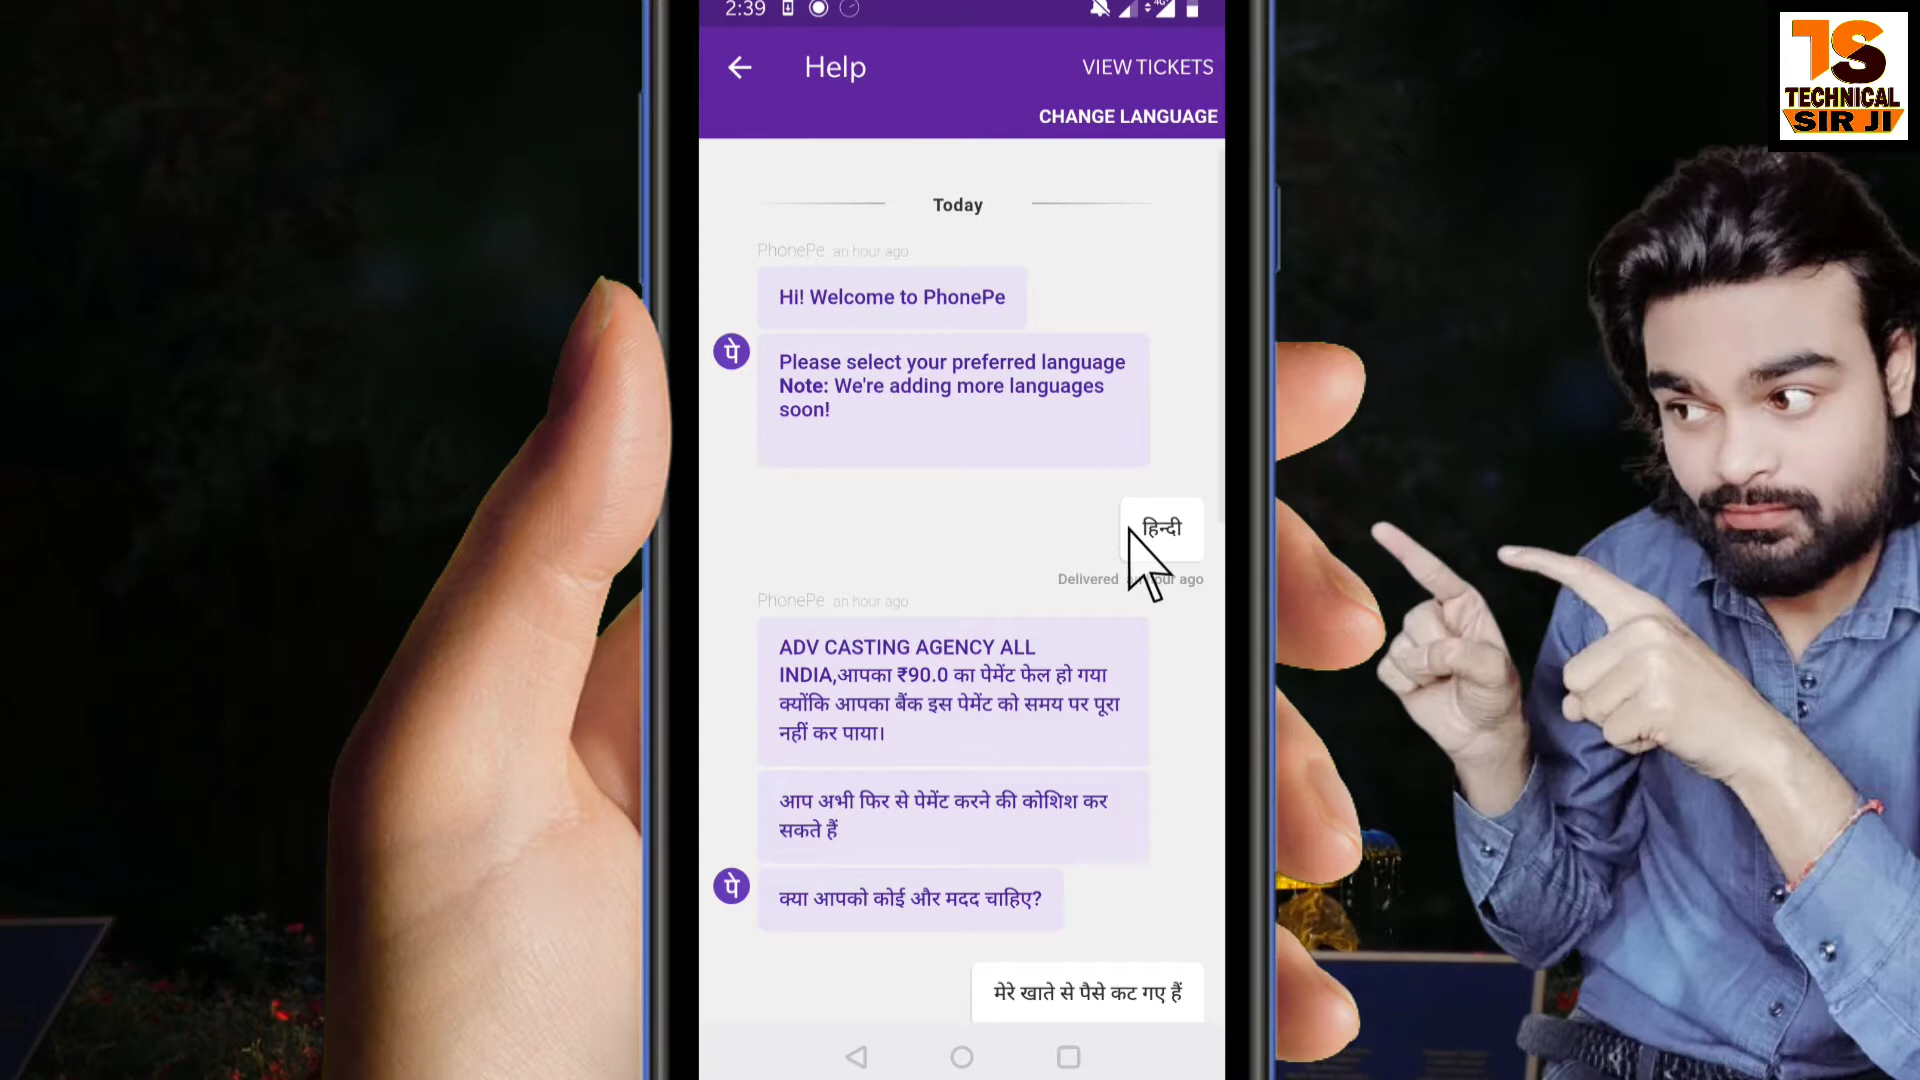 2:39
Help
VIEW TICKETS
CHANGE LANGUAGE
TS
TECHNICAL
SIR JI
Today
PhonePe an hour ago
Hi! Welcome to PhonePe
पे
Please select your preferred language
Note: We're adding more languages
soon!
हिन्दी
Delivered an hour ago
PhonePe an hour ago
ADV CASTING AGENCY ALL
INDIA,आपका ₹90.0 का पेमेंट फेल हो गया
क्योंकि आपका बैंक इस पेमेंट को समय पर पूरा
नहीं कर पाया।
आप अभी फिर से पेमेंट करने की कोशिश कर
सकते हैं
पे
क्या आपको कोई और मदद चाहिए?
मेरे खाते से पैसे कट गए हैं